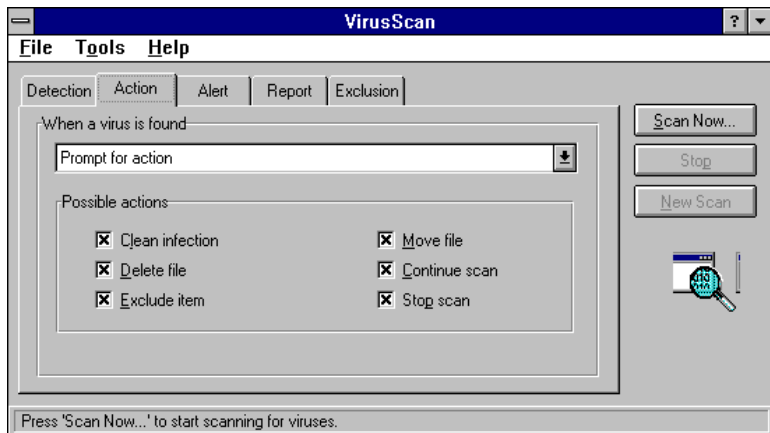 VirusScan ?
File Tools Help
Detection Action Alert Report Exclusion
When a virus is found
Prompt for action
Possible actions
Clean infection Move file
Delete file Continue scan
Exclude item Stop scan
Scan Now...
Stop
New Scan
Press 'Scan Now...' to start scanning for viruses.